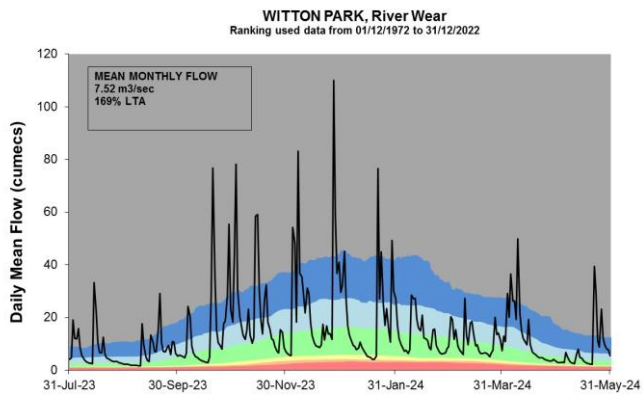 WITTON PARK, River Wear
Ranking used data from 01/12/1972 to 31/12/2022
Daily Mean Flow (cumecs)
120
100
80
60
40
20
0
MEAN MONTHLY FLOW
7.52 m3/sec
169% LTA
31-Jul-23 30-Sep-23 30-Nov-23 31-Jan-24 31-Mar-24 31-May-24